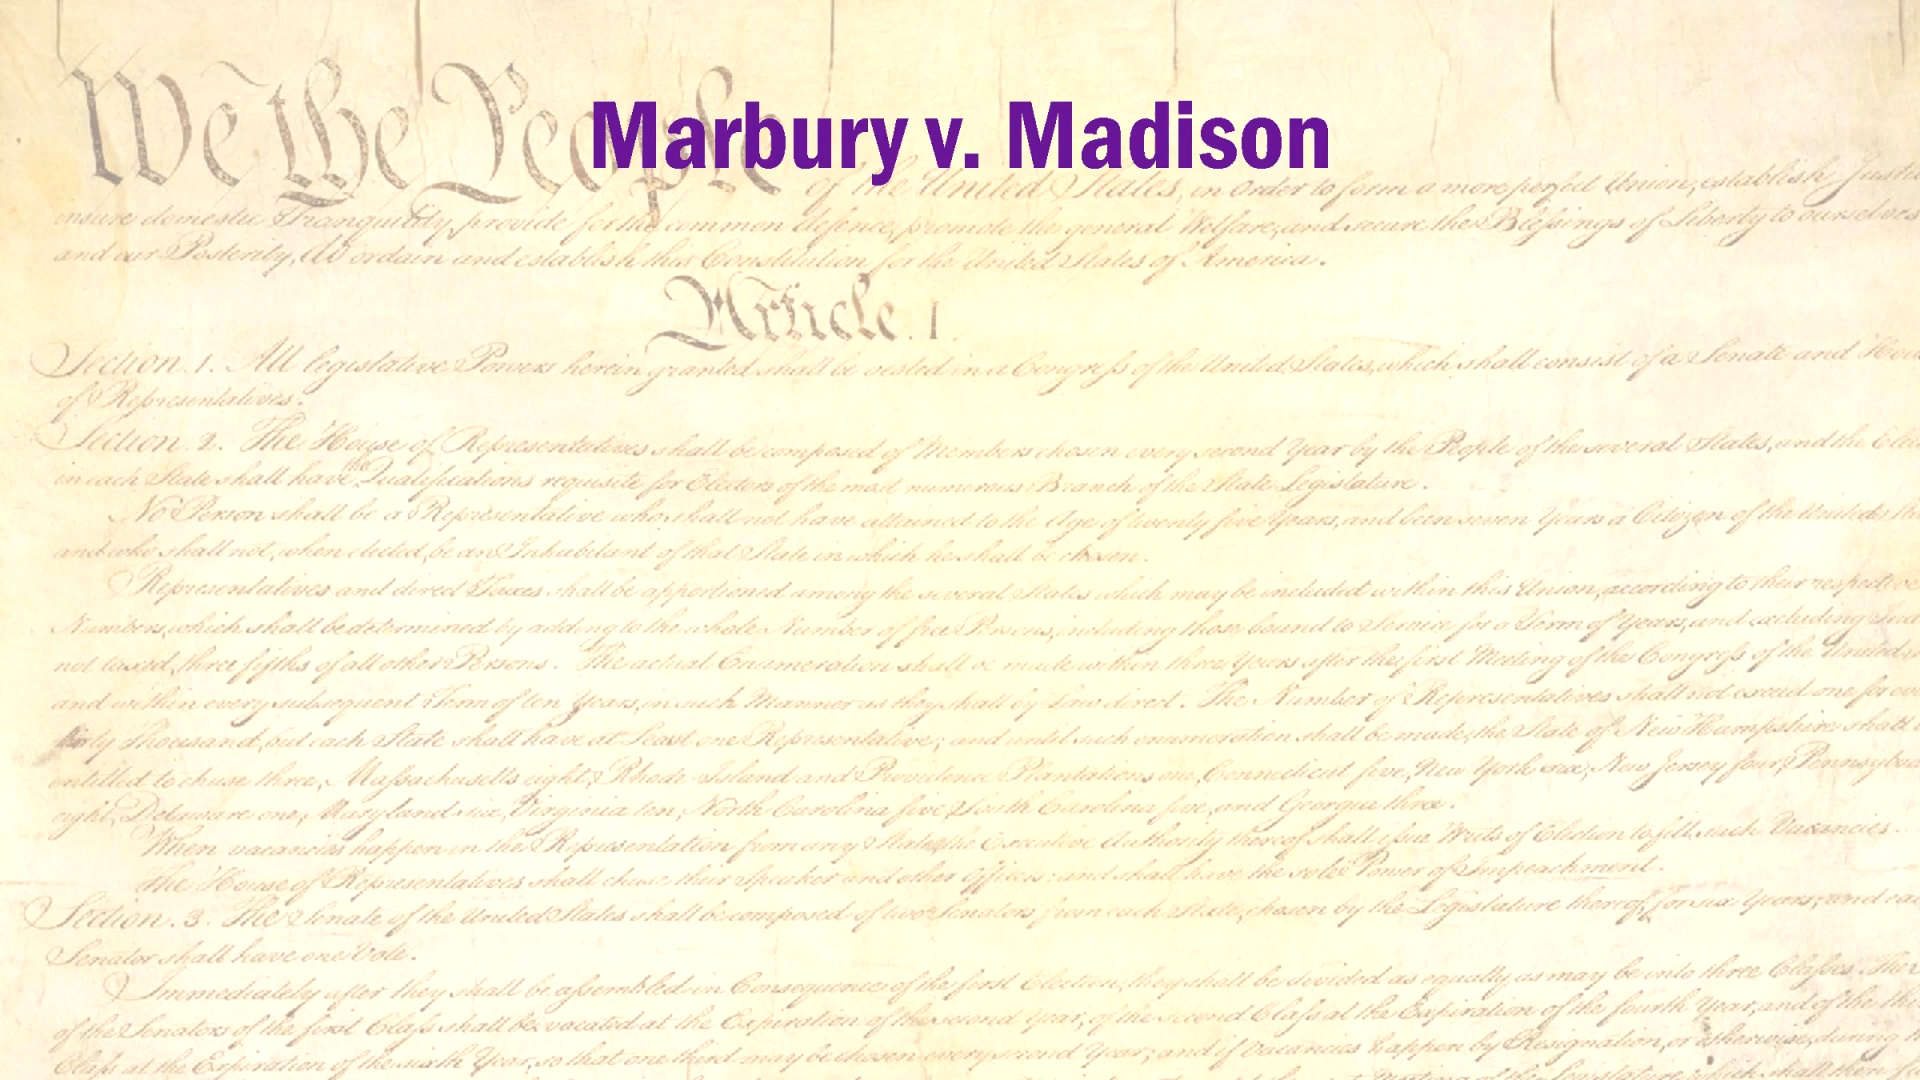 Marbury v. Madison
We the People
of the United States, in Order to form a more perfect Union, establish Justic
insure domestic Tranquility, provide for the common defence, promote the general Welfare, and secure the Blessings of Liberty to ourselves
and our Posterity, do ordain and establish this Constitution for the United States of America.
Article. I.
Section. 1. All legislative Powers herein granted shall be vested in a Congress of the United States, which shall consist of a Senate and Hous
of Representatives.
Section. 2. The House of Representatives shall be composed of Members chosen every second Year by the People of the several States, and the Elec
in each State shall have the Qualifications requisite for Electors of the most numerous Branch of the State Legislature.
No Person shall be a Representative who shall not have attained to the Age of twenty five Years, and been seven Years a Citizen of the United
and who shall not, when elected, be an Inhabitant of that State in which he shall be chosen.
Representatives and direct Taxes shall be apportioned among the several States which may be included within this Union, according to their respective
Numbers, which shall be determined by adding to the whole Number of free Persons, including those bound to Service for a Term of Years, and excluding Ind
not taxed, three fifths of all other Persons. The actual Enumeration shall be made within three Years after the first Meeting of the Congress of the United
and within every subsequent Term of ten Years, in such Manner as they shall by Law direct. The Number of Representatives shall not exceed one for eve
thirty Thousand, but each State shall have at Least one Representative; and until such enumeration shall be made, the State of New Hampshire shall
entitled to chuse three, Massachusetts eight, Rhode Island and Providence Plantations one, Connecticut five, New York six, New Jersey four, Pennsylva
eight, Delaware one, Maryland six, Virginia ten, North Carolina five, South Carolina five, and Georgia three.
When vacancies happen in the Representation from any State, the Executive Authority thereof shall issue Writs of Election to fill such Vacancies.
The House of Representatives shall chuse their Speaker and other Officers; and shall have the sole Power of Impeachment.
Section. 3. The Senate of the United States shall be composed of two Senators from each State, chosen by the Legislature thereof, for six Years; and eac
Senator shall have one Vote.
Immediately after they shall be assembled in Consequence of the first Election, they shall be divided as equally as may be into three Classes. The
of the Senators of the first Class shall be vacated at the Expiration of the second Year, of the second Class at the Expiration of the fourth Year, and of the thi
Class at the Expiration of the sixth Year, so that one third may be chosen every second Year; and if Vacancies happen by Resignation, or otherwise, during
of the Legislature, which shall then